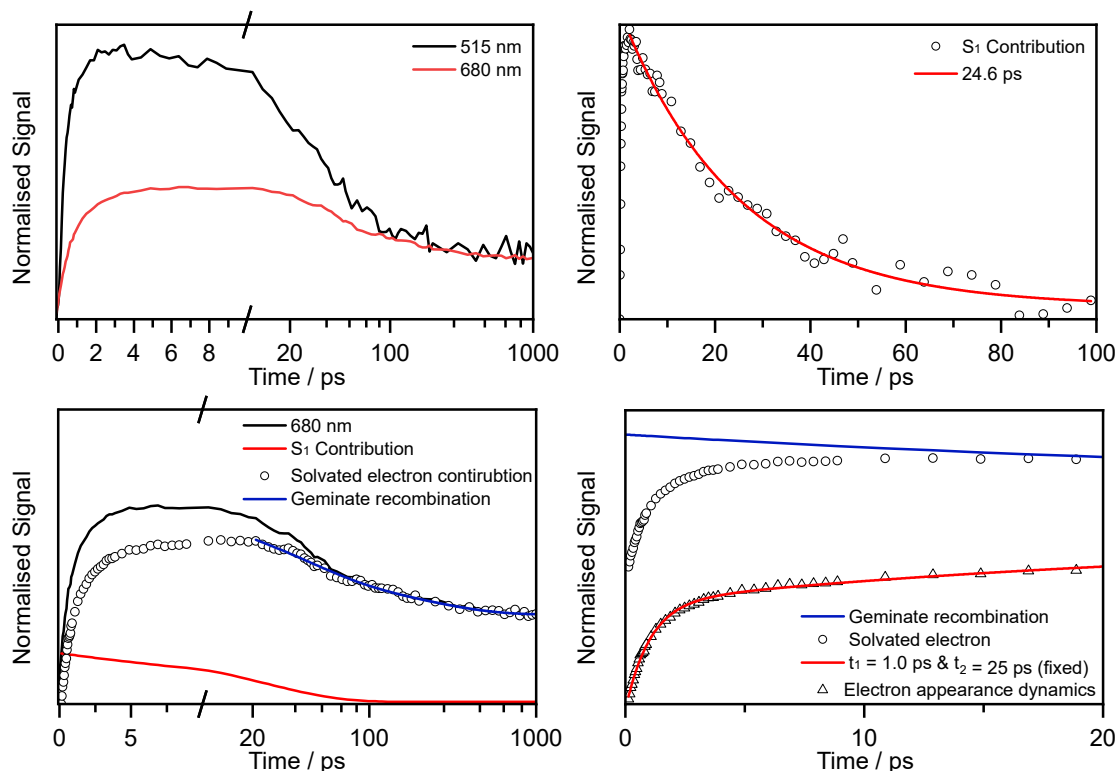 515 nm
680 nm
Normalised Signal
0 2 4 6 8 20 100 1000
Time / ps
S₁ Contribution
24.6 ps
Normalised Signal
0 20 40 60 80 100
Time / ps
680 nm
S₁ Contribution
Solvated electron contirubtion
Geminate recombination
Normalised Signal
0 5 20 100 1000
Time / ps
Geminate recombination
Solvated electron
t₁ = 1.0 ps & t₂ = 25 ps (fixed)
Electron appearance dynamics
Normalised Signal
0 10 20
Time / ps